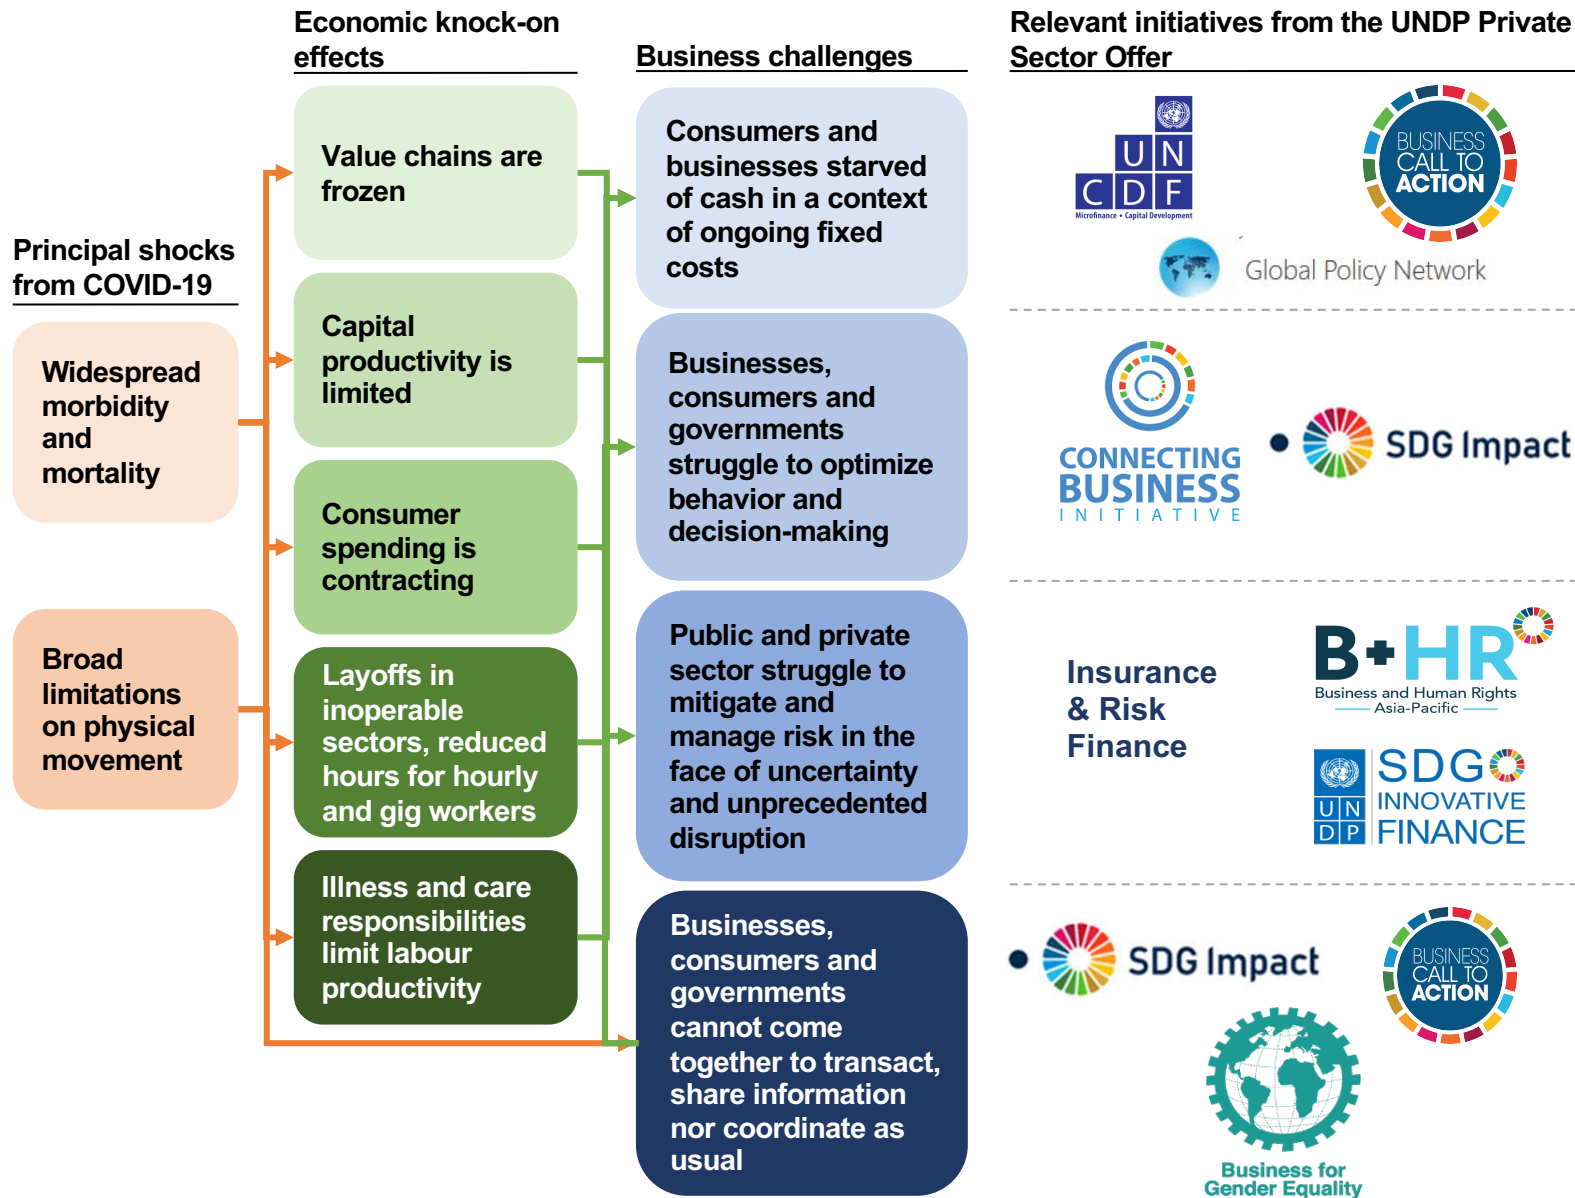 Economic knock-on
effects
Business challenges
Relevant initiatives from the UNDP Private
Sector Offer
Principal shocks
from COVID-19
Widespread
morbidity
and
mortality
Broad
limitations
on physical
movement
Value chains are
frozen
Capital
productivity is
limited
Consumer
spending is
contracting
Layoffs in
inoperable
sectors, reduced
hours for hourly
and gig workers
Illness and care
responsibilities
limit labour
productivity
Consumers and
businesses starved
of cash in a context
of ongoing fixed
costs
Businesses,
consumers and
governments
struggle to optimize
behavior and
decision-making
Public and private
sector struggle to
mitigate and
manage risk in the
face of uncertainty
and unprecedented
disruption
Businesses,
consumers and
governments
cannot come
together to transact,
share information
nor coordinate as
usual
UN
CDF
Microfinance • Capital Development
BUSINESS
CALL TO
ACTION
Global Policy Network
CONNECTING
BUSINESS
INITIATIVE
SDG Impact
Insurance
& Risk
Finance
B+HR
Business and Human Rights
Asia-Pacific
UN
DP
SDG
INNOVATIVE
FINANCE
SDG Impact
BUSINESS
CALL TO
ACTION
Business for
Gender Equality